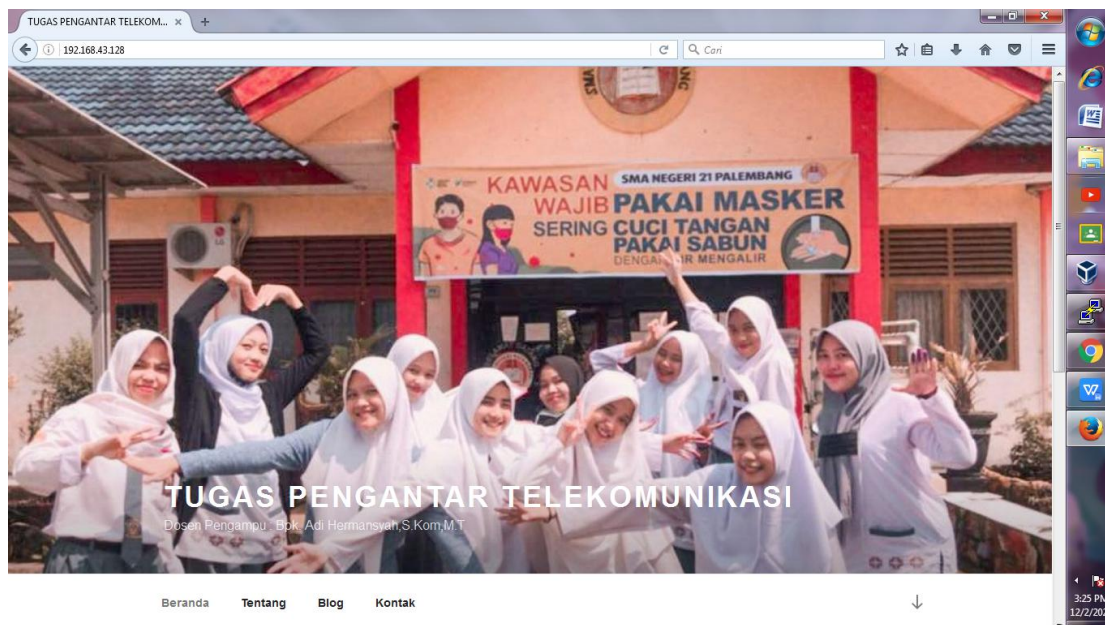 TUGAS PENGANTAR TELEKOM...
192.168.43.128
Cari
SMA NEGERI 21 PALEMBANG
KAWASAN
WAJIB PAKAI MASKER
SERING CUCI TANGAN
PAKAI SABUN
DENGAN AIR MENGALIR
LG
TUGAS PENGANTAR TELEKOMUNIKASI
Dosen Pengampu : Bpk. Adi Hermansyah,S.Kom,M.T
Beranda Tentang Blog Kontak
3:25 PM
12/2/202